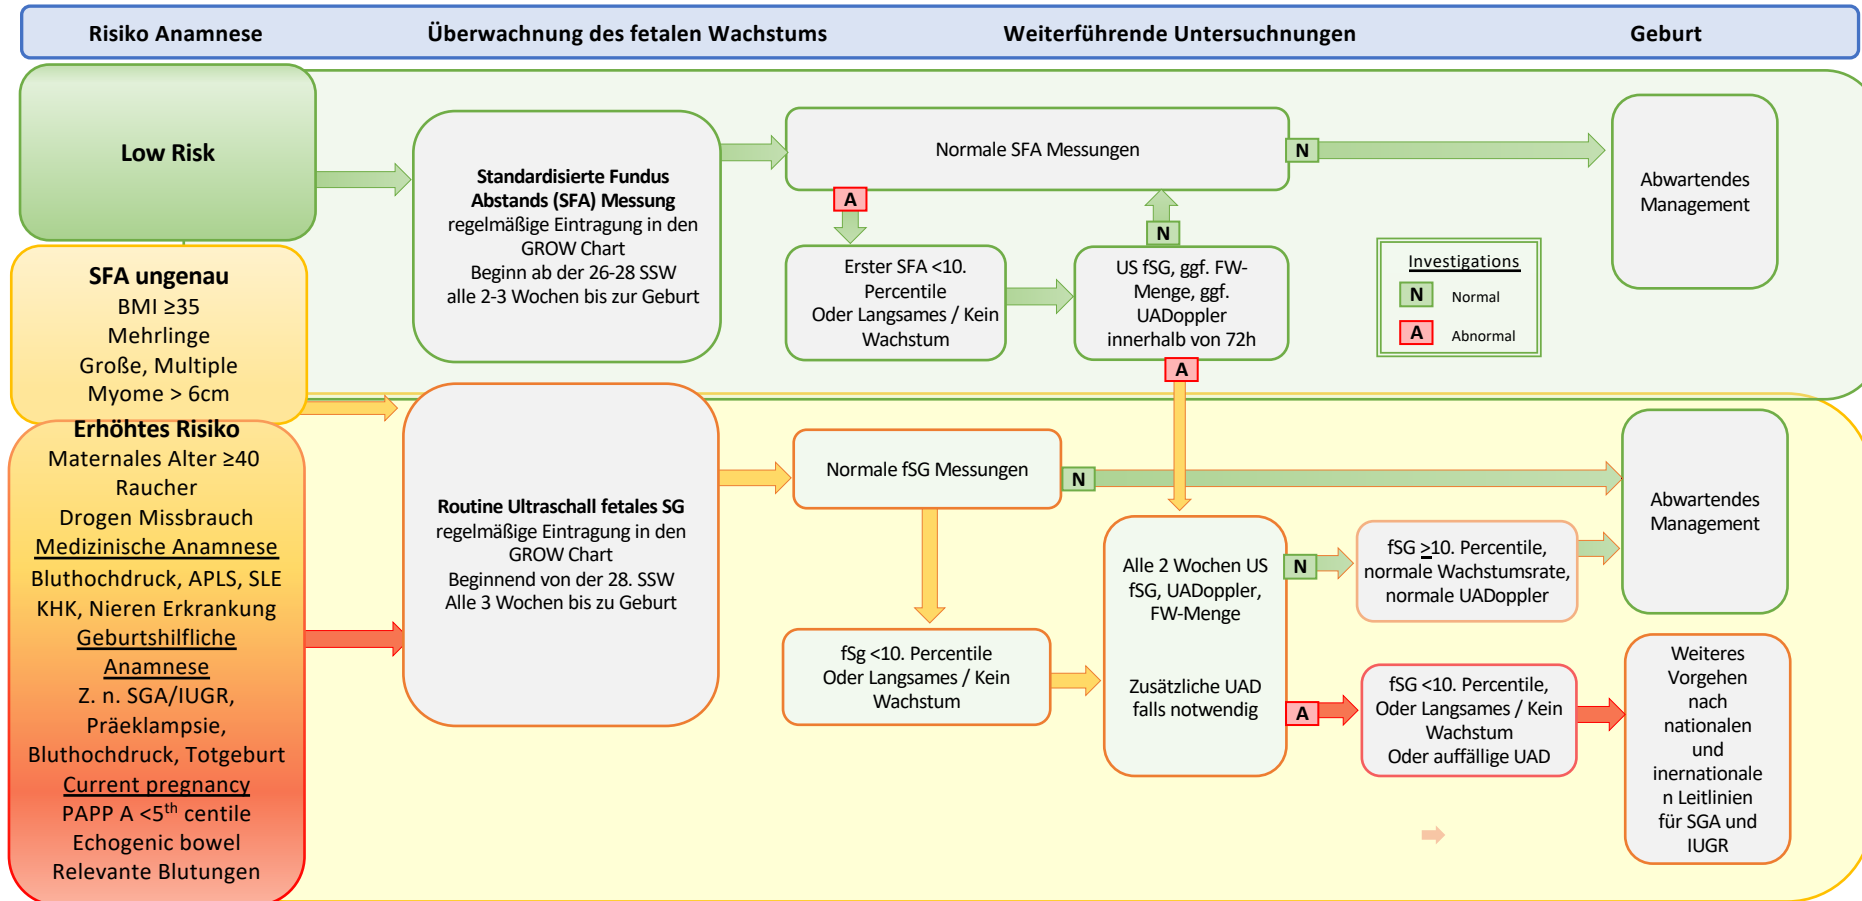 Risiko Anamnese
Überwachnung des fetalen Wachstums
Weiterführende Untersuchnungen
Geburt
Low Risk
SFA ungenau
BMI ≥35
Mehrlinge
Große, Multiple
Myome > 6cm
Erhöhtes Risiko
Maternales Alter ≥40
Raucher
Drogen Missbrauch
Medizinische Anamnese
Bluthochdruck, APLS, SLE
KHK, Nieren Erkrankung
Geburtshilfliche
Anamnese
Z. n. SGA/IUGR,
Präeklampsie,
Bluthochdruck, Totgeburt
Current pregnancy
PAPP A <5th centile
Echogenic bowel
Relevante Blutungen
Standardisierte Fundus
Abstands (SFA) Messung
regelmäßige Eintragung in den
GROW Chart
Beginn ab der 26-28 SSW
alle 2-3 Wochen bis zur Geburt
Normale SFA Messungen
N
A
N
Erster SFA <10.
Percentile
Oder Langsames / Kein
Wachstum
US fSG, ggf. FW-
Menge, ggf.
UADoppler
innerhalb von 72h
A
Abwartendes
Management
Investigations
N Normal
A Abnormal
Routine Ultraschall fetales SG
regelmäßige Eintragung in den
GROW Chart
Beginnend von der 28. SSW
Alle 3 Wochen bis zu Geburt
Normale fSG Messungen
N
fSg <10. Percentile
Oder Langsames / Kein
Wachstum
Alle 2 Wochen US
fSG, UADoppler,
FW-Menge
Zusätzliche UAD
falls notwendig
N
A
fSG ≥10. Percentile,
normale Wachstumsrate,
normale UADoppler
fSG <10. Percentile,
Oder Langsames / Kein
Wachstum
Oder auffällige UAD
Abwartendes
Management
Weiteres
Vorgehen
nach
nationalen
und
inernationale
n Leitlinien
für SGA und
IUGR